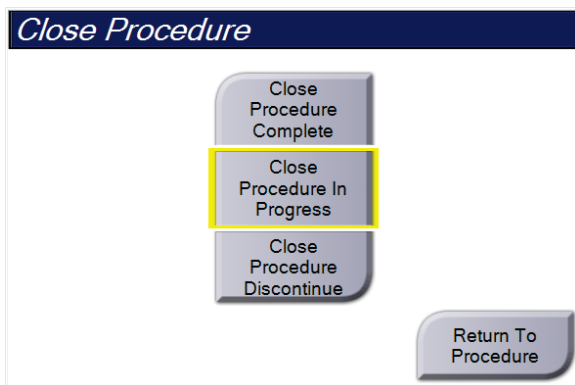 Close Procedure
Close
Procedure
Complete
Close
Procedure In
Progress
Close
Procedure
Discontinue
Return To
Procedure